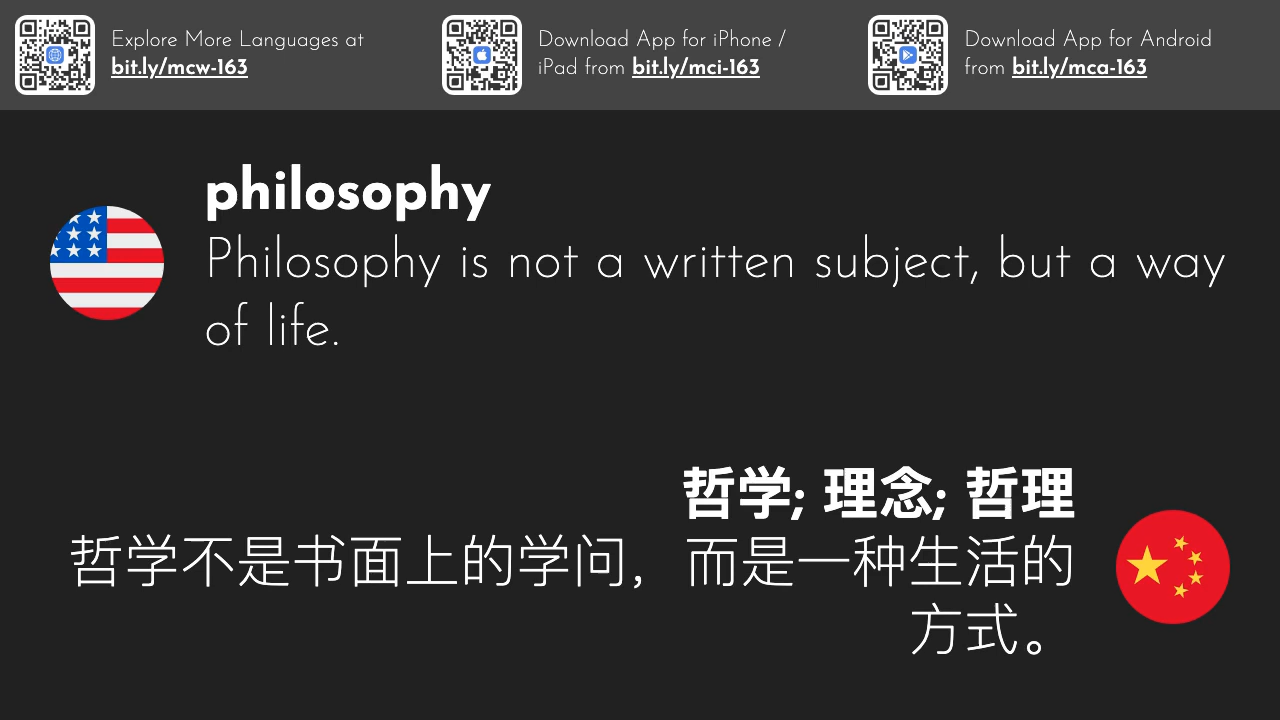 Explore More Languages at
bit.ly/mcw-163
Download App for iPhone /
iPad from bit.ly/mci-163
Download App for Android
from bit.ly/mca-163
philosophy
Philosophy is not a written subject, but a way
of life.
哲学; 理念; 哲理
哲学不是书面上的学问，而是一种生活的
方式。